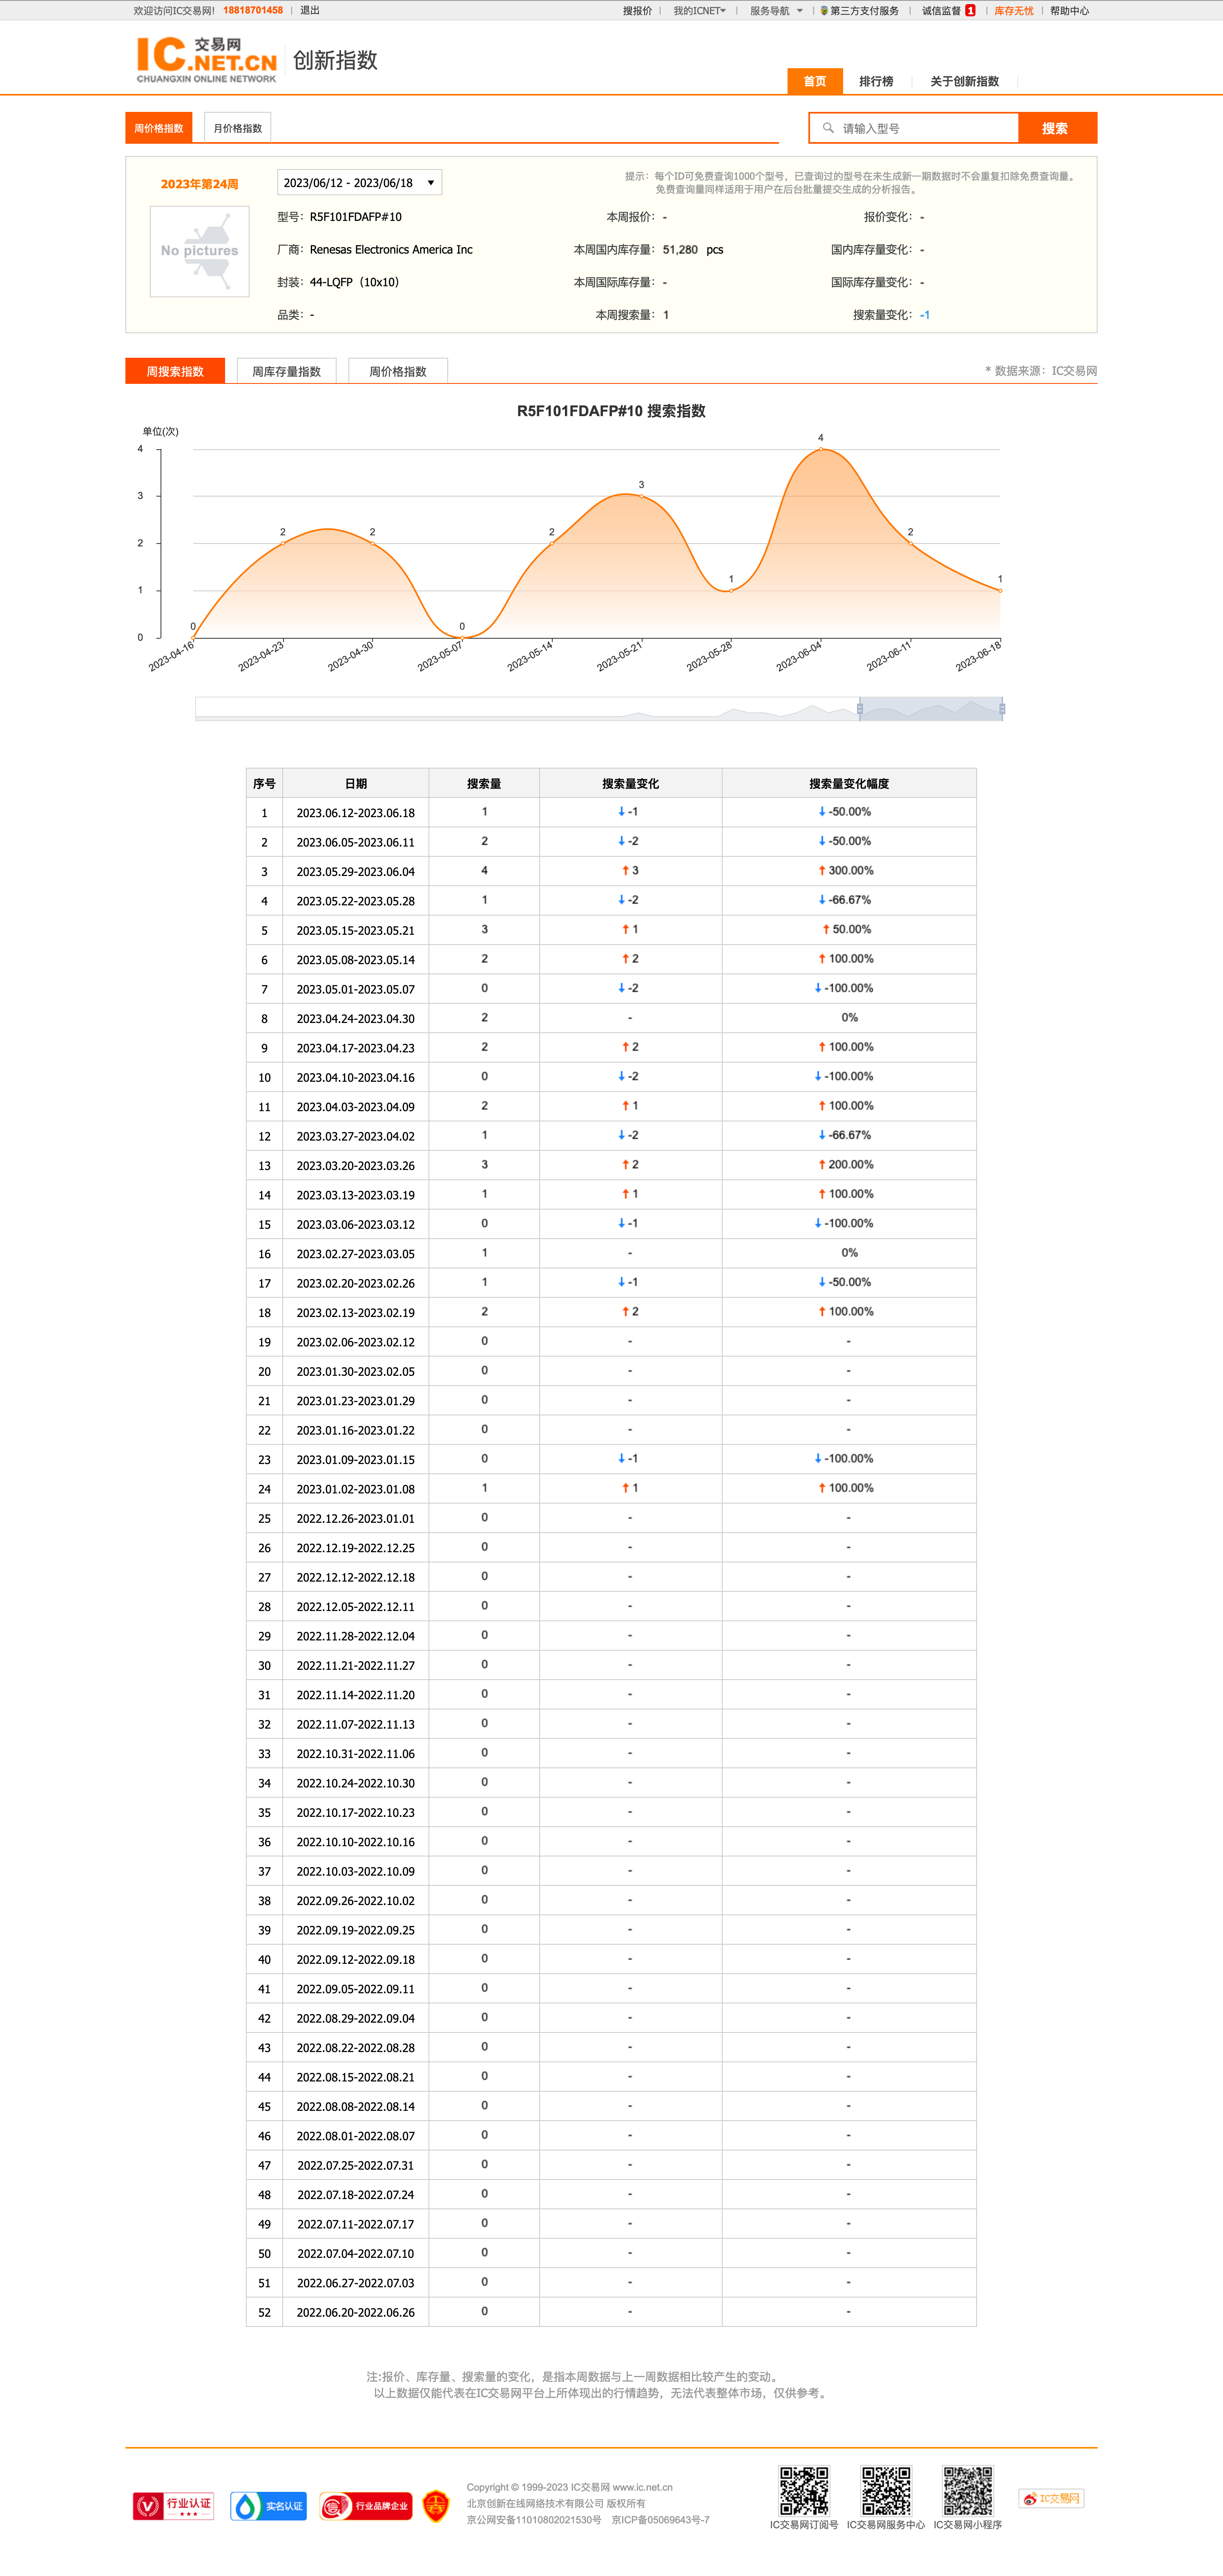 欢迎访问IC交易网! 18818701458 | 退出 搜报价 | 我的ICNET | 服务导航 | 第三方支付服务 | 诚信监督 1 | 库存无忧 | 帮助中心
IC 交易网
.NET.CN
CHUANGXIN ONLINE NETWORK
创新指数
首页 排行榜 关于创新指数
周价格指数 月价格指数 请输入型号 搜索
2023年第24周 2023/06/12 - 2023/06/18 提示：每个ID可免费查询1000个型号，已查询过的型号在未生成新一期数据时不会重复扣除免费查询量。
免费查询量同样适用于用户在后台批量提交生成的分析报告。
No pictures
型号：R5F101FDAFP#10 本周报价：- 报价变化：-
厂商：Renesas Electronics America Inc 本周国内库存量：51,280 pcs 国内库存量变化：-
封装：44-LQFP（10x10） 本周国际库存量：- 国际库存量变化：-
品类：- 本周搜索量：1 搜索量变化：-1
周搜索指数 周库存量指数 周价格指数 * 数据来源：IC交易网
R5F101FDAFP#10 搜索指数
单位(次)
4
3
2
1
0
0 2 2 0 2 3 1 4 2 1
2023-04-16 2023-04-23 2023-04-30 2023-05-07 2023-05-14 2023-05-21 2023-05-28 2023-06-04 2023-06-11 2023-06-18
序号 日期 搜索量 搜索量变化 搜索量变化幅度
1 2023.06.12-2023.06.18 1 ↓-1 ↓-50.00%
2 2023.06.05-2023.06.11 2 ↓-2 ↓-50.00%
3 2023.05.29-2023.06.04 4 ↑3 ↑300.00%
4 2023.05.22-2023.05.28 1 ↓-2 ↓-66.67%
5 2023.05.15-2023.05.21 3 ↑1 ↑50.00%
6 2023.05.08-2023.05.14 2 ↑2 ↑100.00%
7 2023.05.01-2023.05.07 0 ↓-2 ↓-100.00%
8 2023.04.24-2023.04.30 2 - 0%
9 2023.04.17-2023.04.23 2 ↑2 ↑100.00%
10 2023.04.10-2023.04.16 0 ↓-2 ↓-100.00%
11 2023.04.03-2023.04.09 2 ↑1 ↑100.00%
12 2023.03.27-2023.04.02 1 ↓-2 ↓-66.67%
13 2023.03.20-2023.03.26 3 ↑2 ↑200.00%
14 2023.03.13-2023.03.19 1 ↑1 ↑100.00%
15 2023.03.06-2023.03.12 0 ↓-1 ↓-100.00%
16 2023.02.27-2023.03.05 1 - 0%
17 2023.02.20-2023.02.26 1 ↓-1 ↓-50.00%
18 2023.02.13-2023.02.19 2 ↑2 ↑100.00%
19 2023.02.06-2023.02.12 0 - -
20 2023.01.30-2023.02.05 0 - -
21 2023.01.23-2023.01.29 0 - -
22 2023.01.16-2023.01.22 0 - -
23 2023.01.09-2023.01.15 0 ↓-1 ↓-100.00%
24 2023.01.02-2023.01.08 1 ↑1 ↑100.00%
25 2022.12.26-2023.01.01 0 - -
26 2022.12.19-2022.12.25 0 - -
27 2022.12.12-2022.12.18 0 - -
28 2022.12.05-2022.12.11 0 - -
29 2022.11.28-2022.12.04 0 - -
30 2022.11.21-2022.11.27 0 - -
31 2022.11.14-2022.11.20 0 - -
32 2022.11.07-2022.11.13 0 - -
33 2022.10.31-2022.11.06 0 - -
34 2022.10.24-2022.10.30 0 - -
35 2022.10.17-2022.10.23 0 - -
36 2022.10.10-2022.10.16 0 - -
37 2022.10.03-2022.10.09 0 - -
38 2022.09.26-2022.10.02 0 - -
39 2022.09.19-2022.09.25 0 - -
40 2022.09.12-2022.09.18 0 - -
41 2022.09.05-2022.09.11 0 - -
42 2022.08.29-2022.09.04 0 - -
43 2022.08.22-2022.08.28 0 - -
44 2022.08.15-2022.08.21 0 - -
45 2022.08.08-2022.08.14 0 - -
46 2022.08.01-2022.08.07 0 - -
47 2022.07.25-2022.07.31 0 - -
48 2022.07.18-2022.07.24 0 - -
49 2022.07.11-2022.07.17 0 - -
50 2022.07.04-2022.07.10 0 - -
51 2022.06.27-2022.07.03 0 - -
52 2022.06.20-2022.06.26 0 - -
注:报价、库存量、搜索量的变化，是指本周数据与上一周数据相比较产生的变动。
以上数据仅能代表在IC交易网平台上所体现出的行情趋势，无法代表整体市场，仅供参考。
行业认证 实名认证 行业品牌企业
Copyright © 1999-2023 IC交易网 www.ic.net.cn
北京创新在线网络技术有限公司 版权所有
京公网安备11010802021530号 京ICP备05069643号-7
IC交易网订阅号 IC交易网服务中心 IC交易网小程序 IC交易网